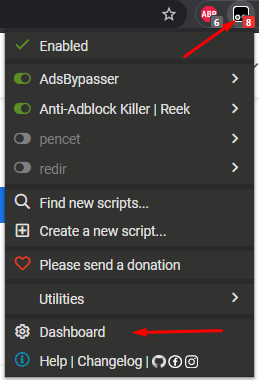 ABP
6
8
Enabled
AdsBypasser
Anti-Adblock Killer | Reek
pencet
redir
Find new scripts...
Create a new script...
Please send a donation
Utilities
Dashboard
Help | Changelog |